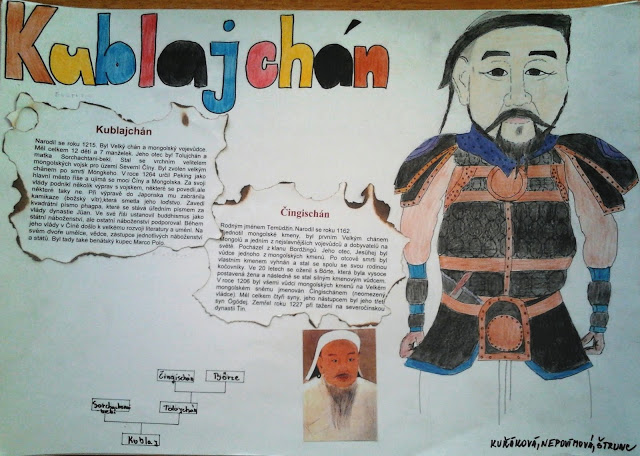 Kublajchán
Kublajchán
Narodil se roku 1215. Byl Velký chán a mongolský vojevůdce.
Měl celkem 12 dětí a 7 manželek. Jeho otec byl Tolujchán a
matka Sorchachtani-beki. Stal se vrchním velitelem
mongolských vojsk pro území Severní Číny. Byl zvolen velkým
chánem po smrti Möngkeho. V roce 1264 určil Peking jako
hlavní město říše a ujímá se moci Číny a Mongolska. Za své
vlády podnikl několik výprav s vojskem, některé se povedli,ale
některé taky ne. Při výpravě do Japonska mu zabránila
kamikaze (božský vítr),která smetla jeho loďstvo. Zavedl
kvadrátní písmo phagpa, které se stává úředním písmem za
vlády dynastie Jüan. Ve své říši ustanovil buddhismus jako
státní náboženství, ale ostatní náboženství podporoval. Během
jeho vlády v Číně došlo k velkému rozvoji literatury a umění. Na
svém dvoře umělce, vědce, zástupce jednotlivých náboženství
a států. Byl tady také benátský kupec Marco Polo.
Čingischán
Rodným jménem Temüdžin. Narodil se roku 1162.
Sjednotil mongolské kmeny, byl prvním Velkým chánem
Mongolů a jedním z nejslavnějších vojevůdců a dobyvatelů na
světě. Pocházel z klanu Bordžinů. Jeho otec, Jesühej byl
vůdce jednoho z mongolských kmenů. Po otcově smrti byl
vlastním kmenem vyhnán a stal se spolu se svou rodinou
kočovníky. Ve 20 letech se oženil s Börte, která byla vysoce
postavená žena a následně se stal silným kmenovým vůdcem.
V roce 1206 byl všemi vůdci mongolských kmenů na Velkém
mongolském sněmu jmenován Čingischánem (neomezený
vládce). Měl celkem čtyři syny, jeho nástupcem byl jeho třetí
syn Ögödej. Zemřel roku 1227 při tažení na severočínskou
dynastii Ťin.
Čingischán
Börte
Tolujchán
Kublaj
KUKÁKOVÁ, NEPOVÍMOVÁ, ŠTRUNC